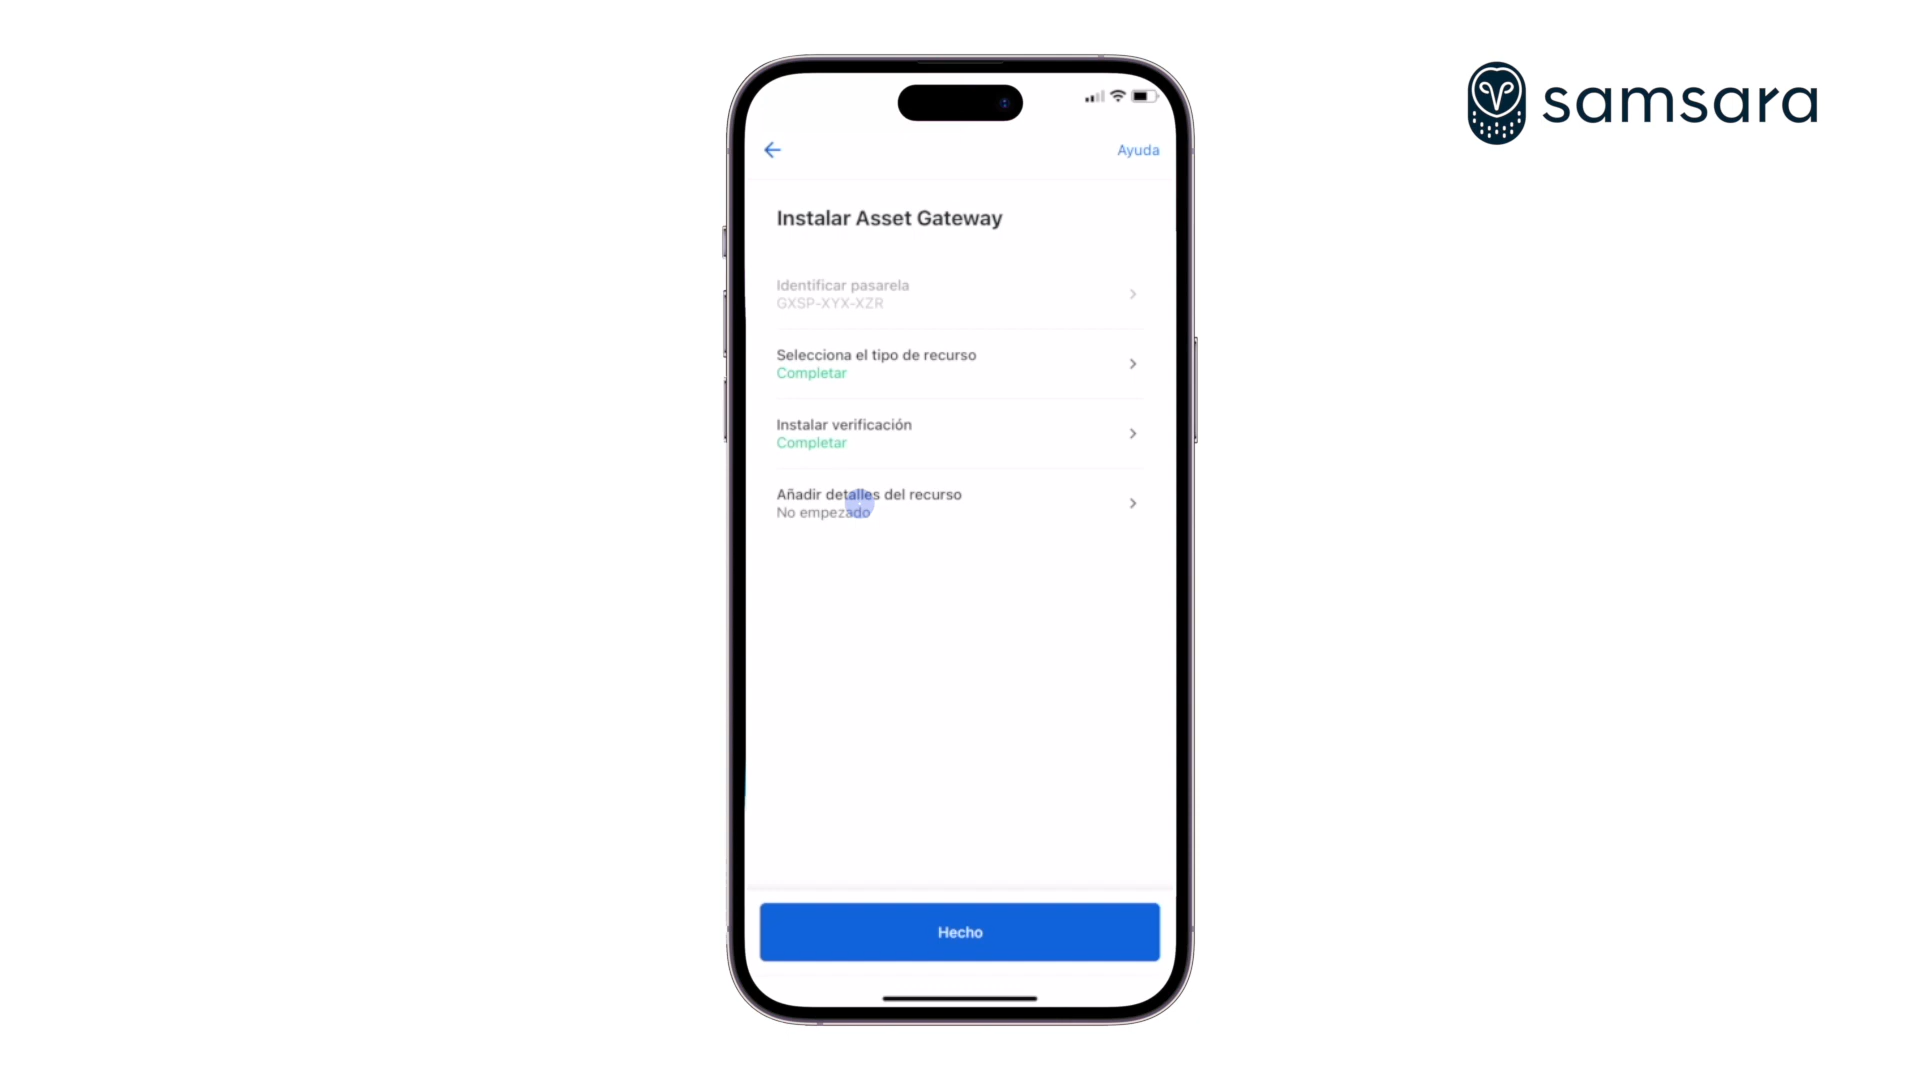 samsara
Ayuda
Instalar Asset Gateway
Identificar pasarela
GXSP-XYX-XZR
Selecciona el tipo de recurso
Completar
Instalar verificación
Completar
Añadir detalles del recurso
No empezado
Hecho